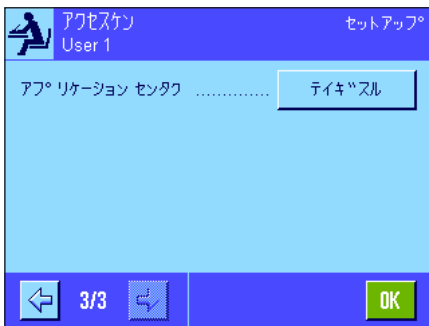 アクセスケン セットアップ
User 1
アプリケーション センタク .............. テイギスル
3/3 OK